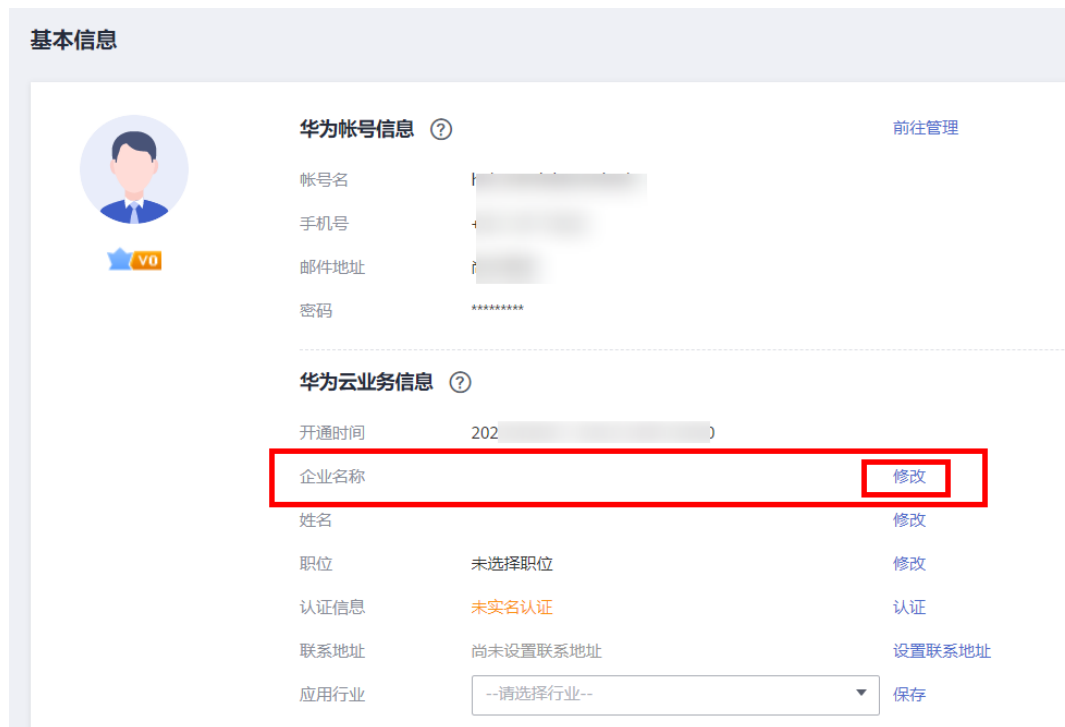 基本信息
华为帐号信息 ? 前往管理
帐号名
手机号
邮件地址
密码 *********
V0
华为云业务信息 ?
开通时间 202
企业名称 修改
姓名 修改
职位 未选择职位 修改
认证信息 未实名认证 认证
联系地址 尚未设置联系地址 设置联系地址
应用行业 --请选择行业-- 保存